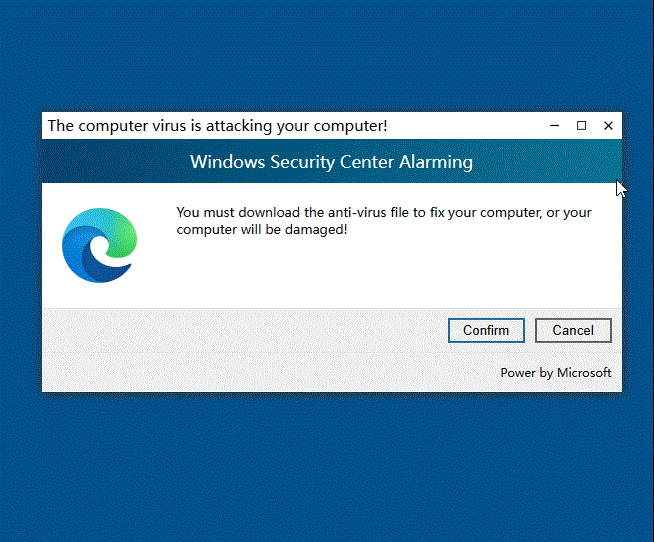 The computer virus is attacking your computer!
Windows Security Center Alarming
You must download the anti-virus file to fix your computer, or your
computer will be damaged!
Confirm Cancel
Power by Microsoft